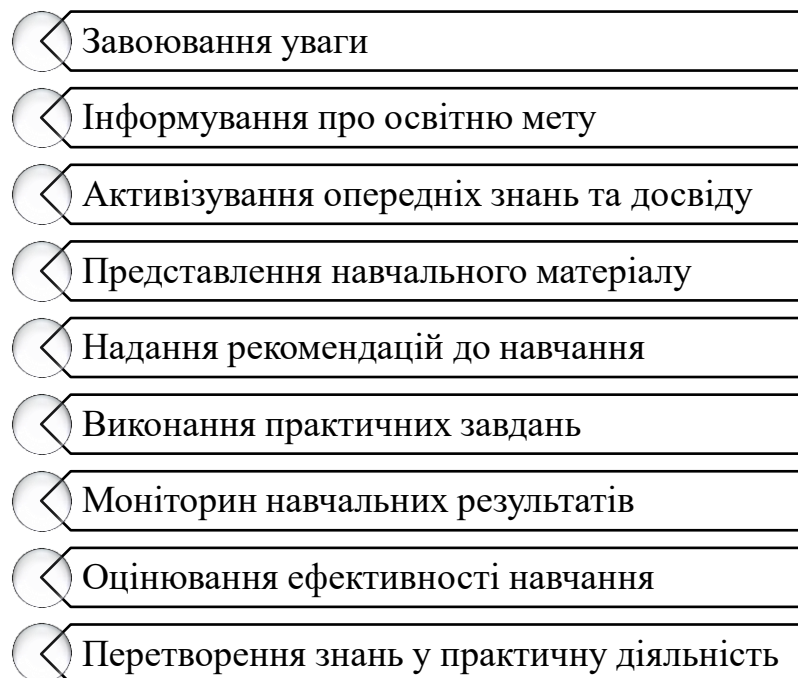 Завоювання уваги
Інформування про освітню мету
Активізування опередніх знань та досвіду
Представлення навчального матеріалу
Надання рекомендацій до навчання
Виконання практичних завдань
Моніторин навчальних результатів
Оцінювання ефективності навчання
Перетворення знань у практичну діяльність